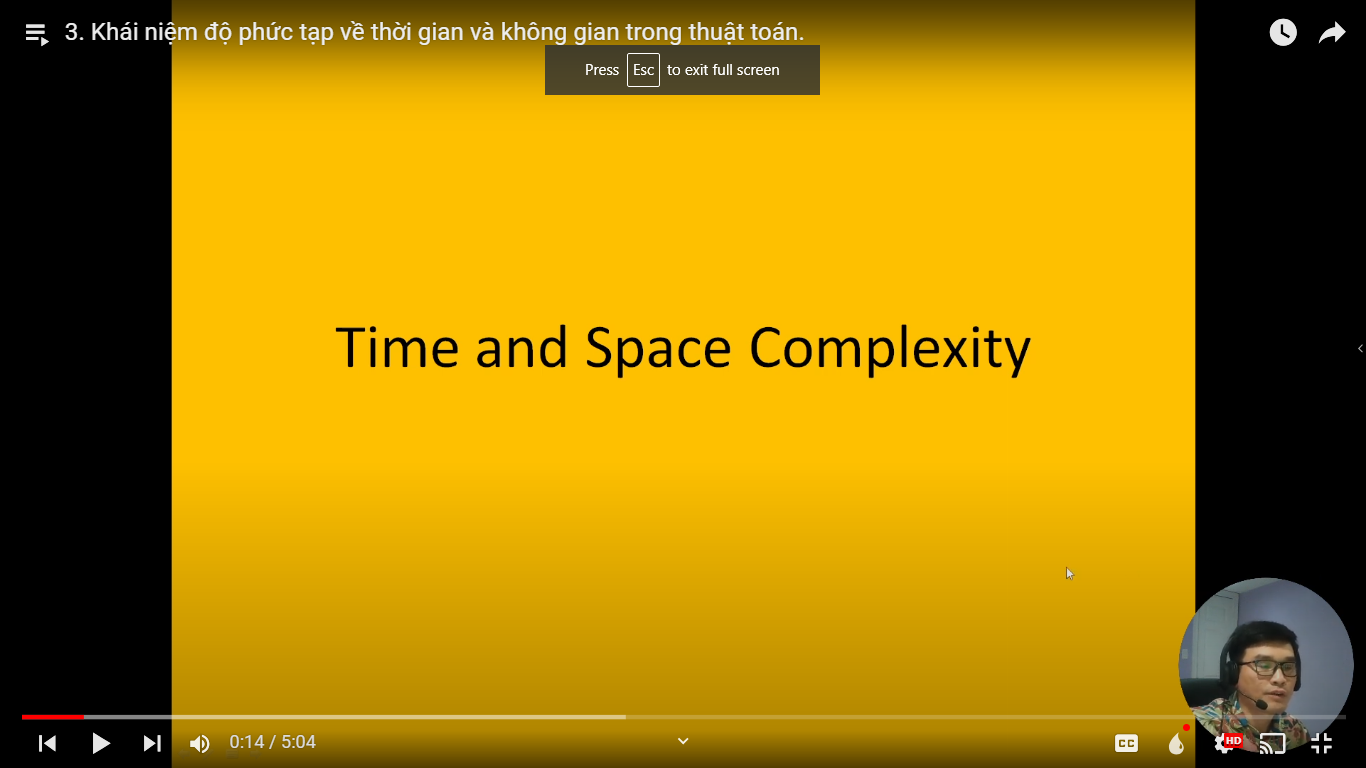 3. Khái niệm độ phức tạp về thời gian và không gian trong thuật toán.
Press Esc to exit full screen
Time and Space Complexity
0:14 / 5:04
CC
HD